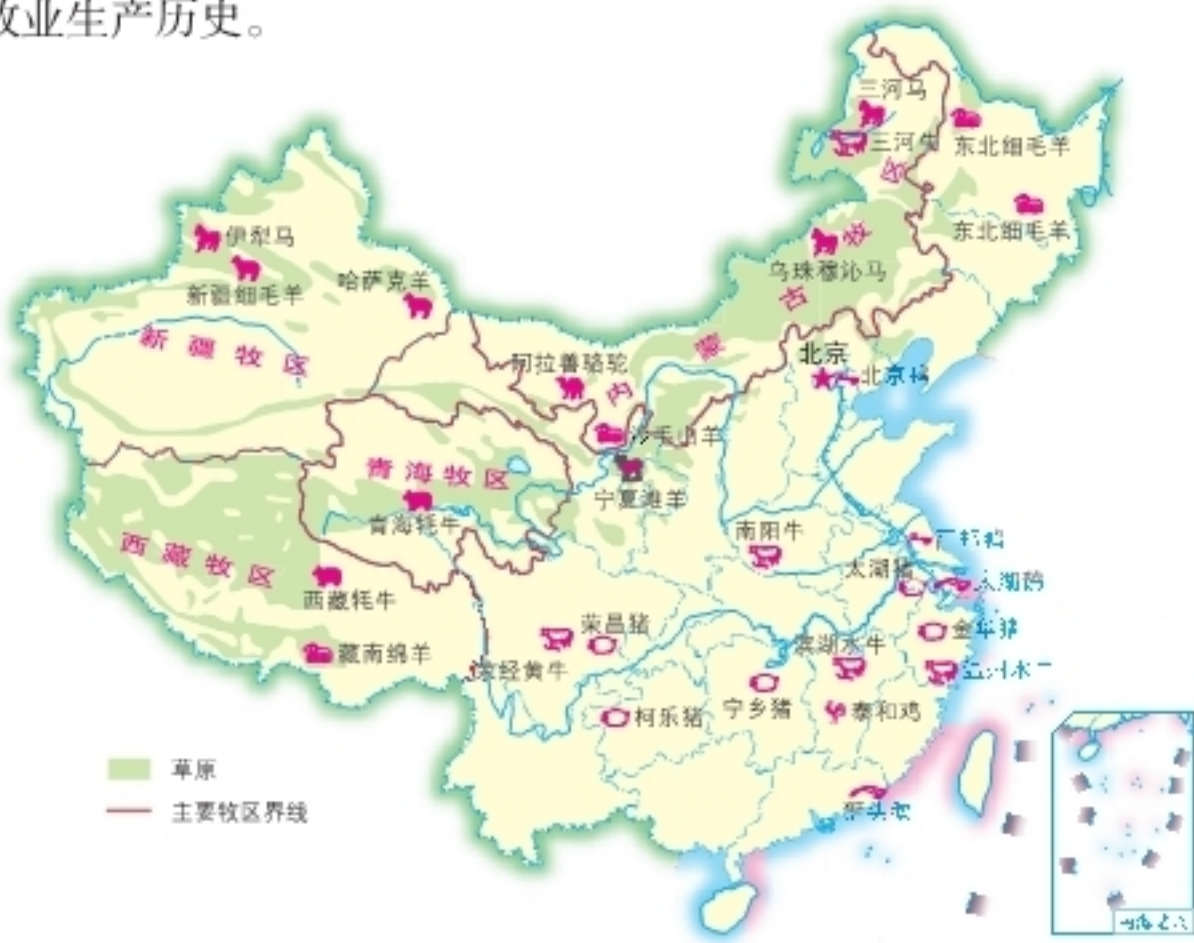 牧业生产历史。
三河马
三河牛
东北细毛羊
东北细毛羊
伊犁马
新疆细毛羊
哈萨克羊
乌珠穆沁马
新疆牧区
内蒙古牧区
阿拉善骆驼
北京
北京鸭
青海牧区
宁夏滩羊
青海牦牛
南阳牛
西藏牧区
太湖猪
太湖鹅
西藏牦牛
荣昌猪
金华猪
藏南绵羊
滨湖水牛
宁乡猪
柯乐猪
泰和鸡
草原
主要牧区界线
狮头鹅